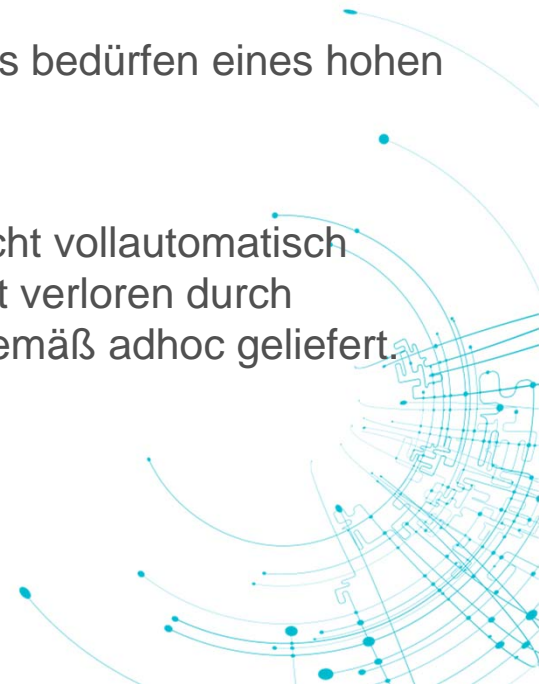 s bedürfen eines hohen
cht vollautomatisch
t verloren durch
emäß adhoc geliefert.